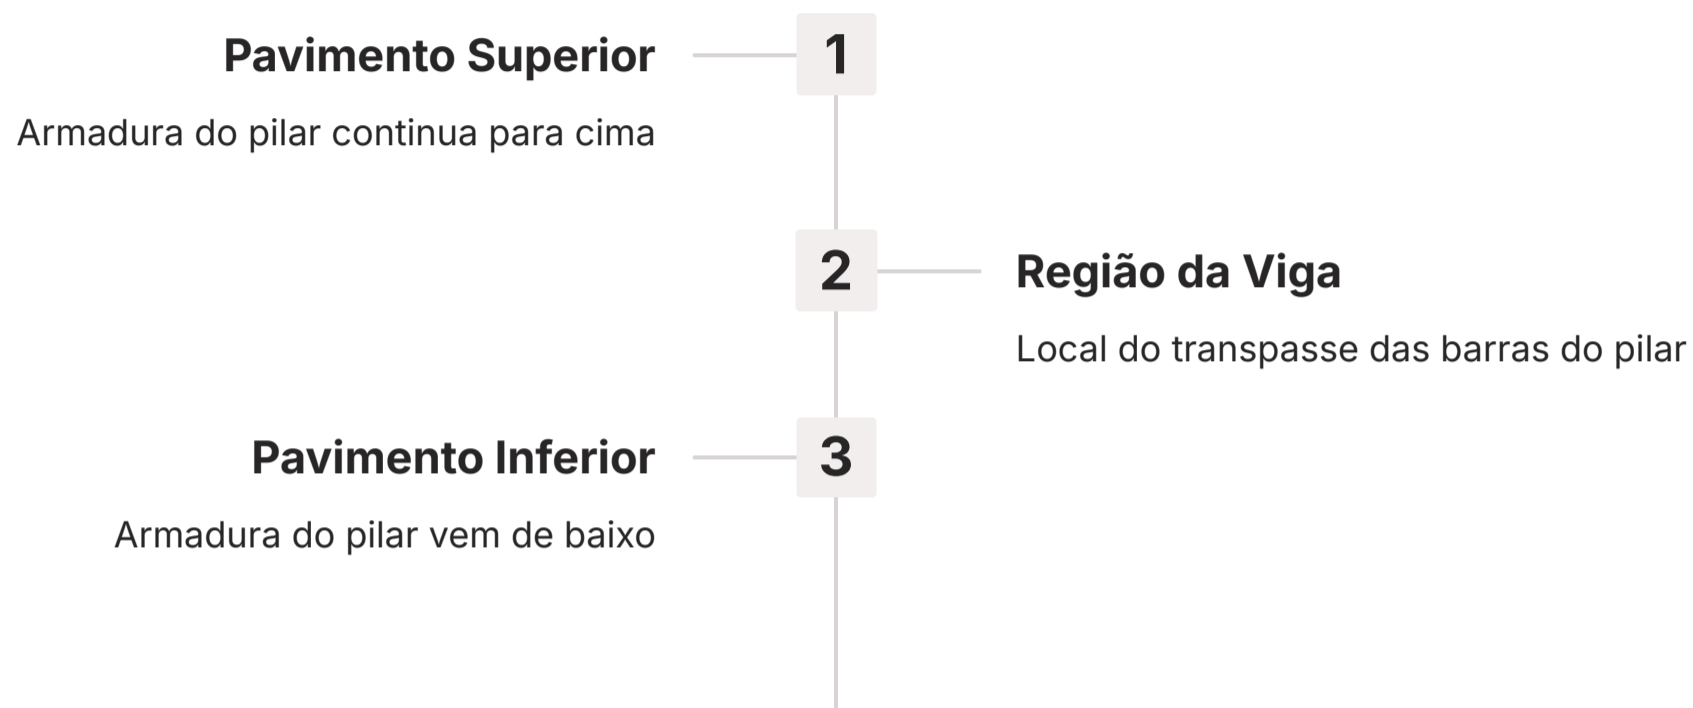 Pavimento Superior
1
Armadura do pilar continua para cima
2
Região da Viga
Local do transpasse das barras do pilar
Pavimento Inferior
3
Armadura do pilar vem de baixo